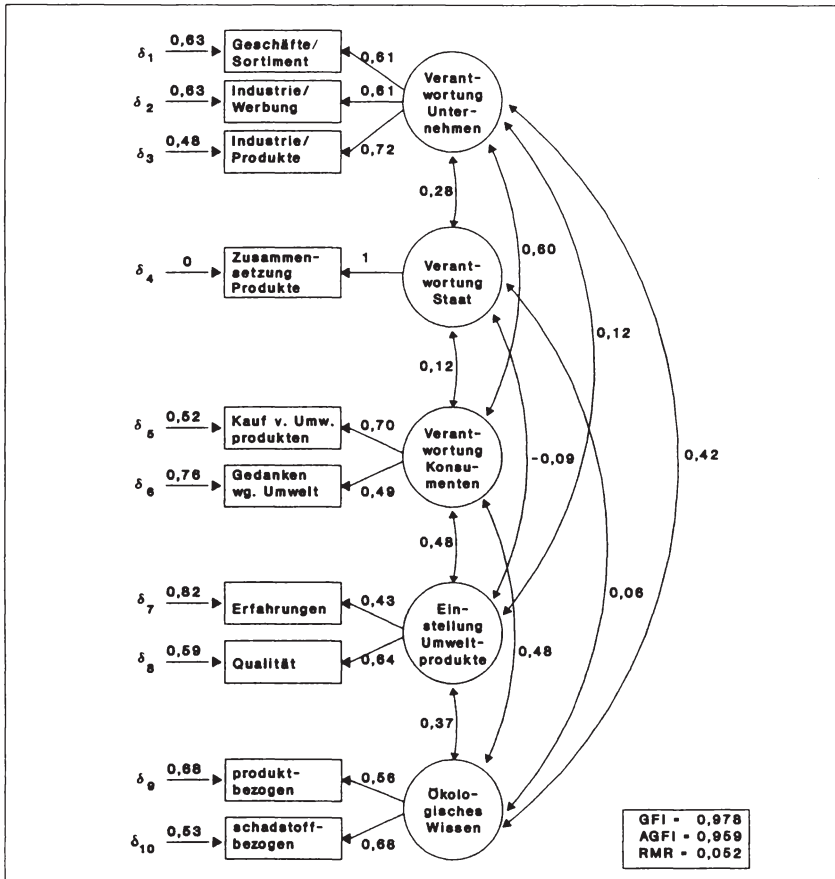 δ1 0,63 Geschäfte/
Sortiment
0,61
δ2 0,63 Industrie/
Werbung
0,61
δ3 0,48 Industrie/
Produkte
0,72
Verant-
wortung
Unter-
nehmen
0,28
0,60
δ4 0 Zusammen-
setzung
Produkte
1
Verant-
wortung
Staat
0,12
0,12
δ5 0,52 Kauf v. Umw.
produkten
0,70
δ6 0,76 Gedanken
wg. Umwelt
0,49
Verant-
wortung
Konsu-
menten
-0,09
0,42
0,48
δ7 0,82 Erfahrungen
0,43
δ8 0,59 Qualität
0,64
Ein-
stellung
Umwelt-
produkte
0,06
0,48
0,37
δ9 0,68 produkt-
bezogen
0,56
δ10 0,53 schadstoff-
bezogen
0,68
Ökolo-
gisches
Wissen
GFI - 0,978
AGFI - 0,959
RMR - 0,052